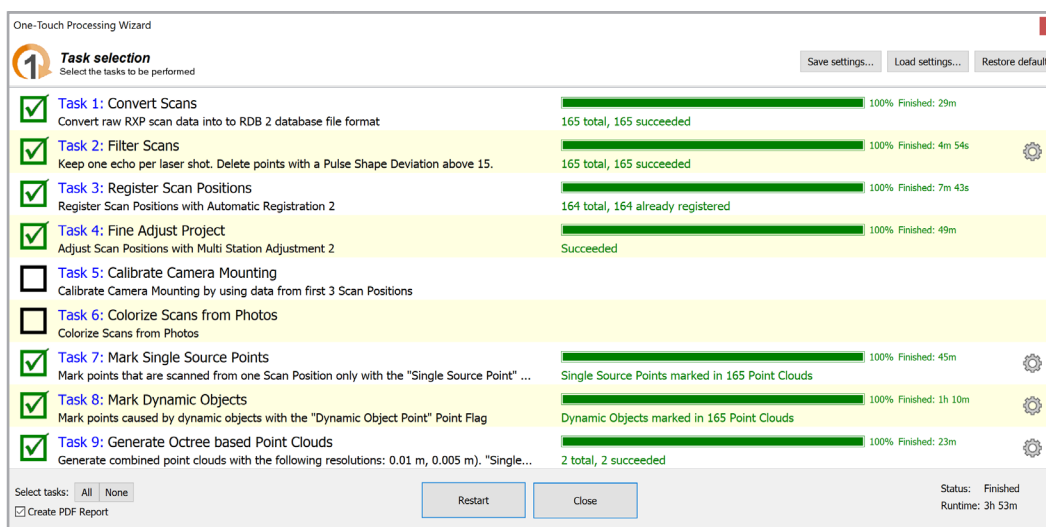 One-Touch Processing Wizard
1
Task selection
Select the tasks to be performed
Save settings... Load settings...
Restore default
Task 1: Convert Scans
Convert raw RXP scan data into to RDB 2 database file format
100% Finished: 29m
165 total, 165 succeeded
Task 2: Filter Scans
Keep one echo per laser shot. Delete points with a Pulse Shape Deviation above 15.
100% Finished: 4m 54s
165 total, 165 succeeded
Task 3: Register Scan Positions
Register Scan Positions with Automatic Registration 2
100% Finished: 7m 43s
164 total, 164 already registered
Task 4: Fine Adjust Project
Adjust Scan Positions with Multi Station Adjustment 2
100% Finished: 49m
Succeeded
Task 5: Calibrate Camera Mounting
Calibrate Camera Mounting by using data from first 3 Scan Positions
Task 6: Colorize Scans from Photos
Colorize Scans from Photos
Task 7: Mark Single Source Points
Mark points that are scanned from one Scan Position only with the "Single Source Point" ...
100% Finished: 45m
Single Source Points marked in 165 Point Clouds
Task 8: Mark Dynamic Objects
Mark points caused by dynamic objects with the "Dynamic Object Point" Point Flag
100% Finished: 1h 10m
Dynamic Objects marked in 165 Point Clouds
Task 9: Generate Octree based Point Clouds
Generate combined point clouds with the following resolutions: 0.01 m, 0.005 m). "Single...
100% Finished: 23m
2 total, 2 succeeded
Select tasks: All None
Create PDF Report
Restart
Close
Status: Finished
Runtime: 3h 53m